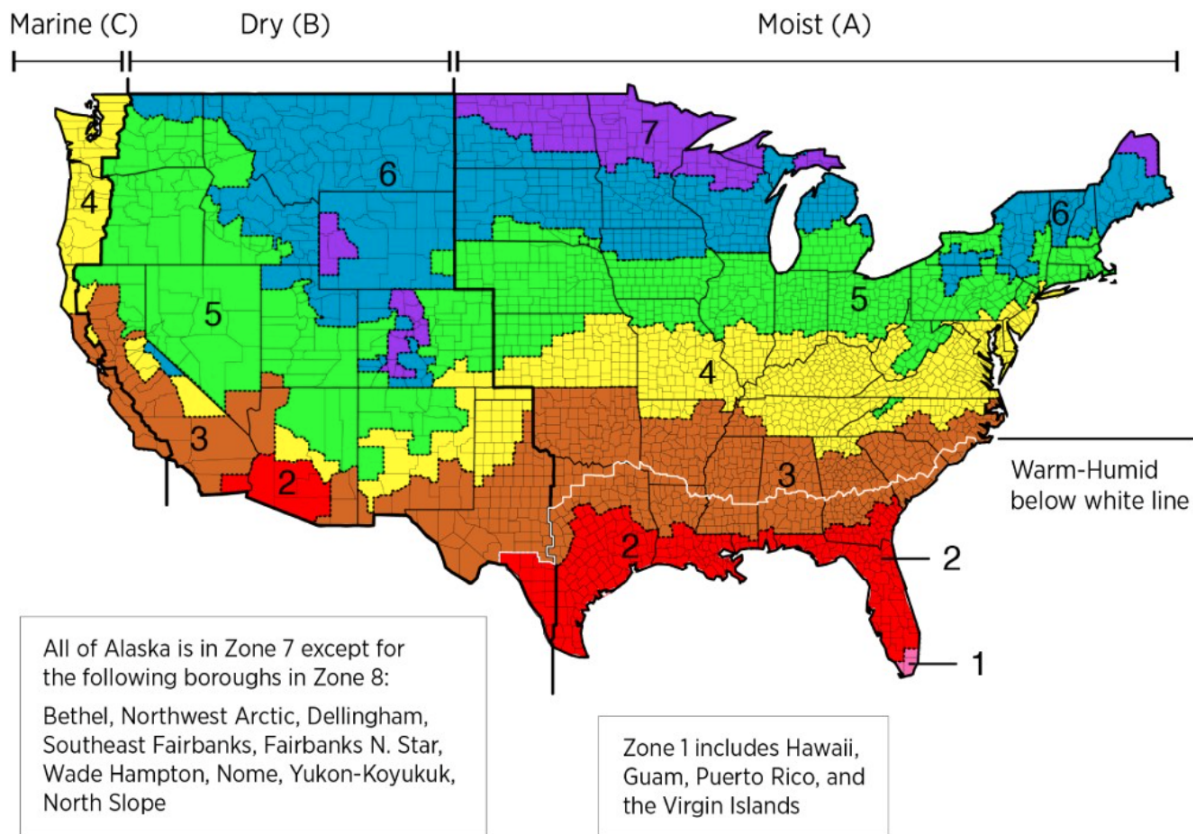 Marine (C)
Dry (B)
Moist (A)
7
6
4
6
5
5
4
3
3
2
2
Warm-Humid
below white line
2
1
All of Alaska is in Zone 7 except for
the following boroughs in Zone 8:
Bethel, Northwest Arctic, Dellingham,
Southeast Fairbanks, Fairbanks N. Star,
Wade Hampton, Nome, Yukon-Koyukuk,
North Slope
Zone 1 includes Hawaii,
Guam, Puerto Rico, and
the Virgin Islands